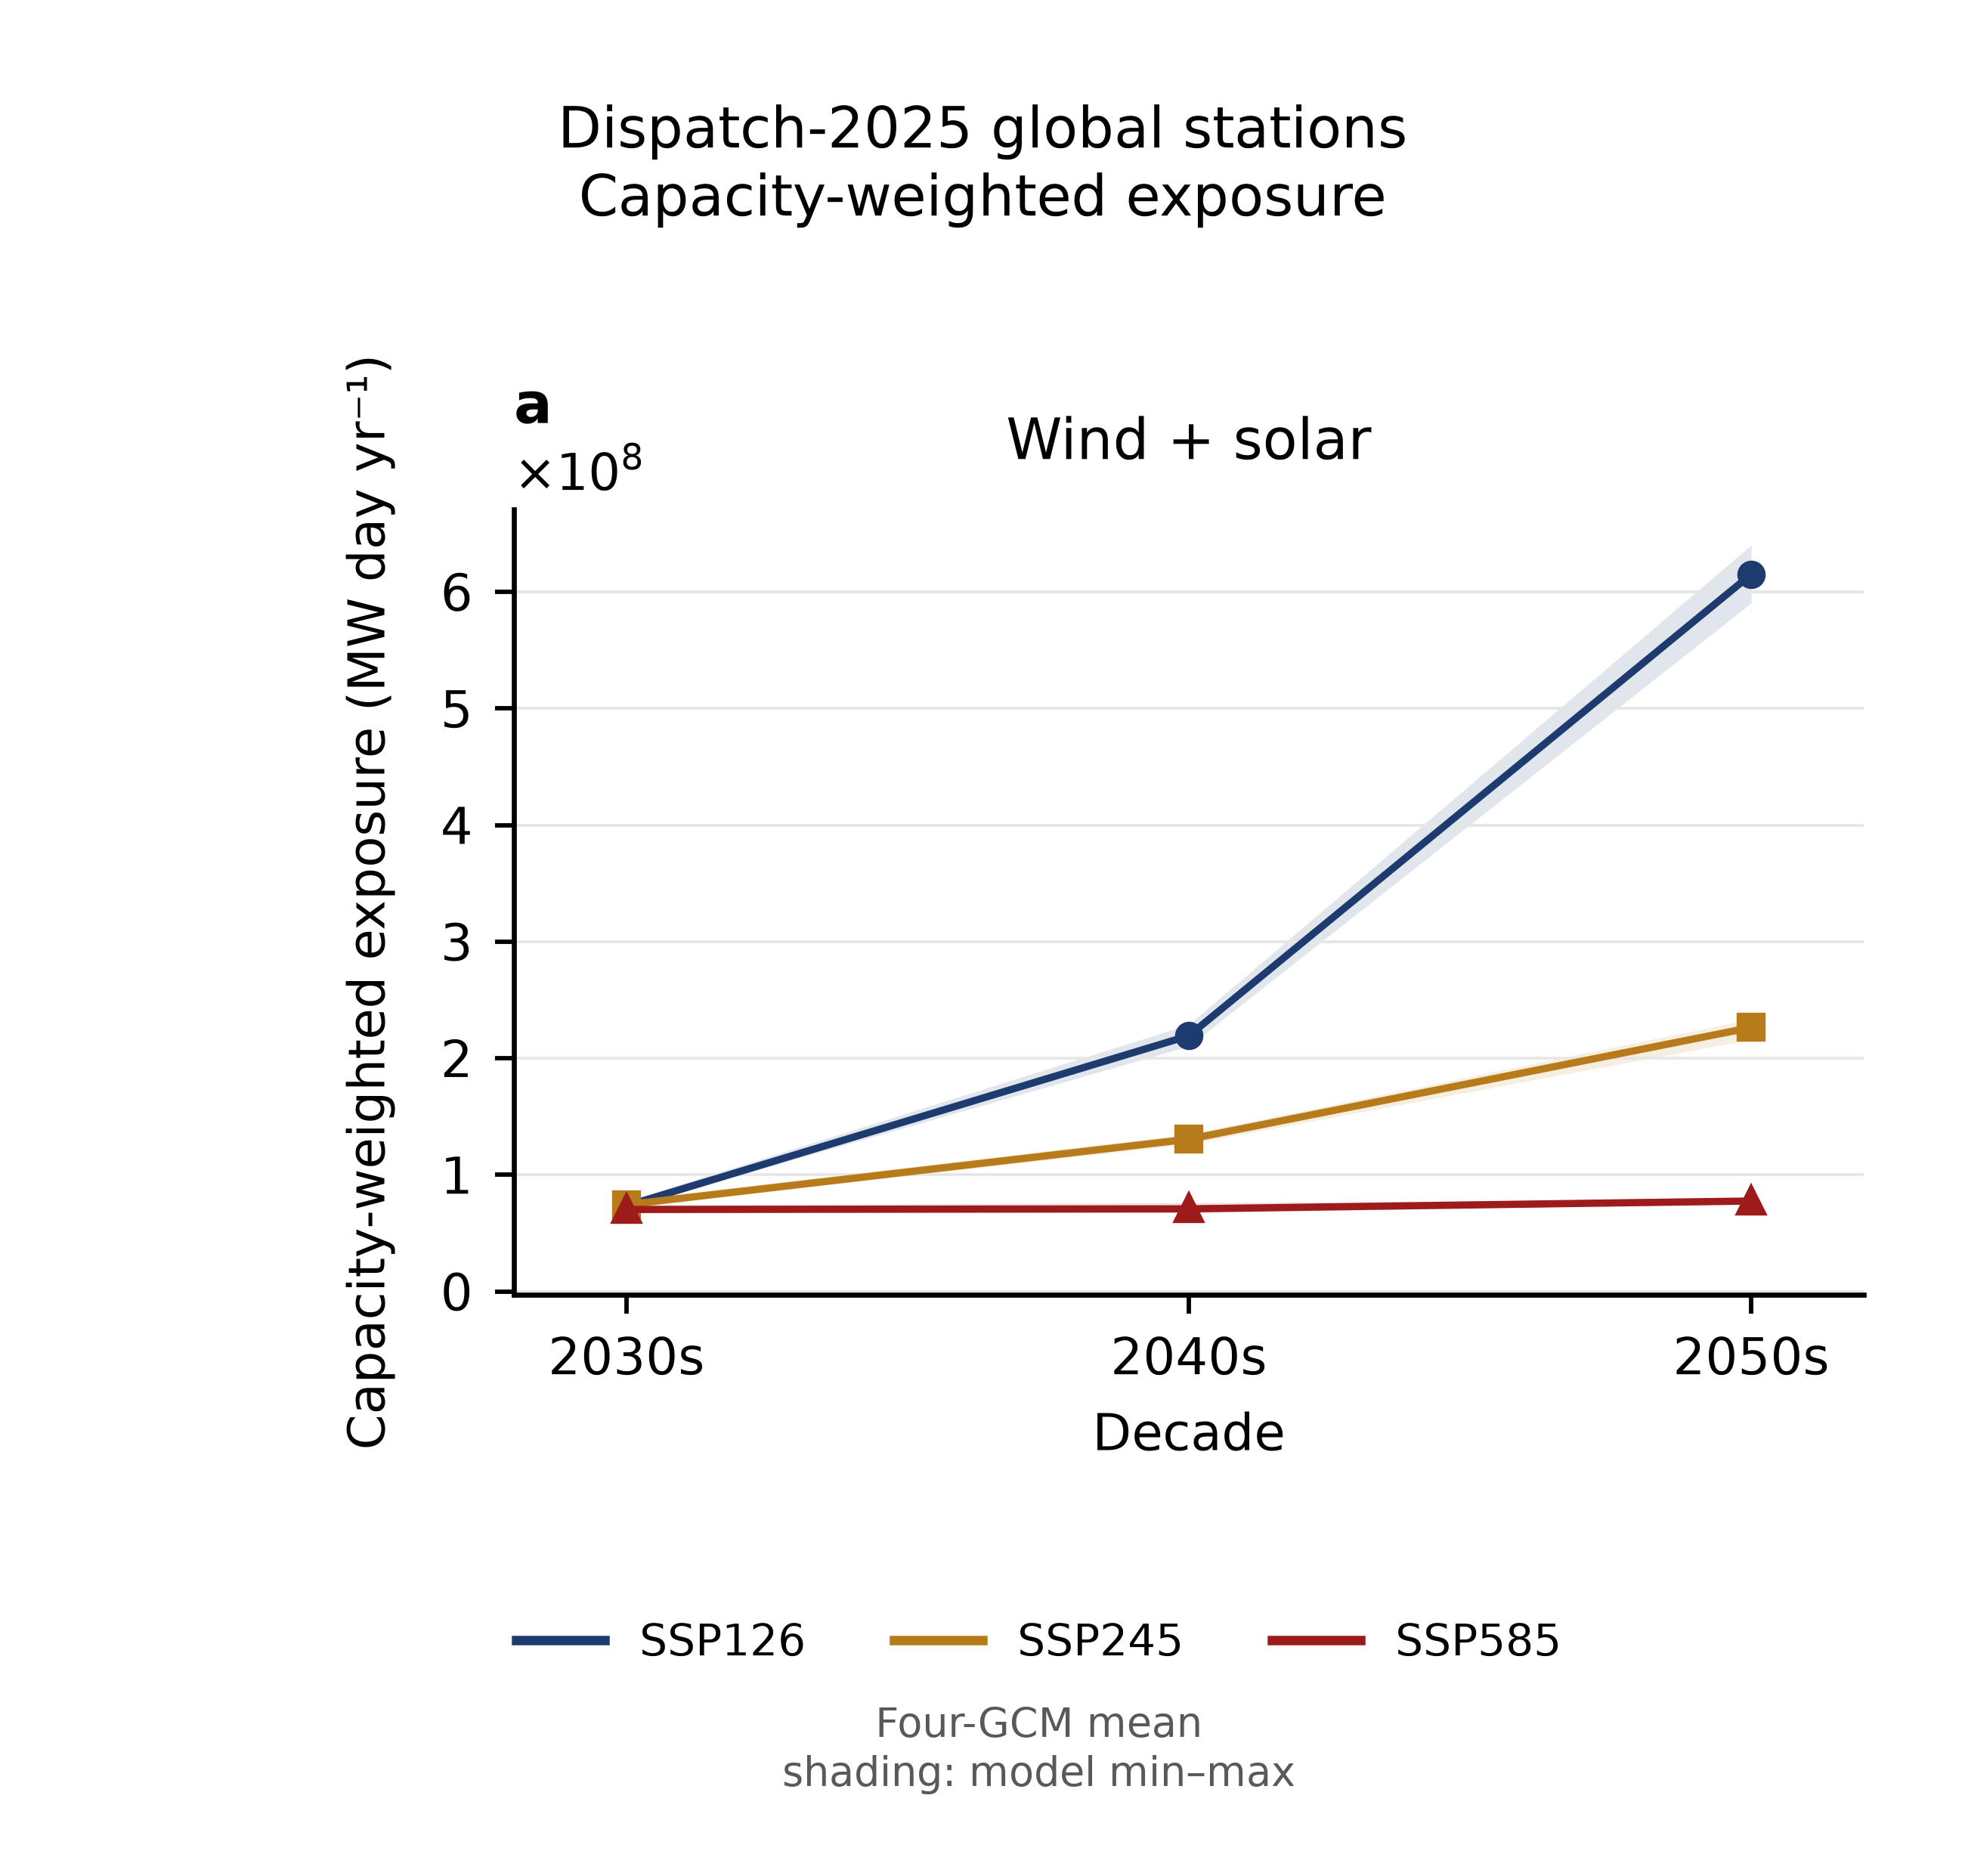 Dispatch-2025 global stations
Capacity-weighted exposure
a
×10⁸
Wind + solar
Capacity-weighted exposure (MW day yr⁻¹)
6
5
4
3
2
1
0
2030s
2040s
2050s
Decade
SSP126
SSP245
SSP585
Four-GCM mean
shading: model min–max